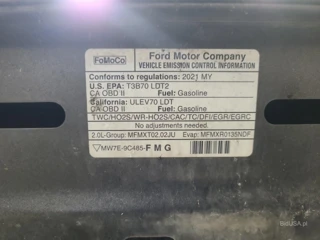 FoMoCo
Ford Motor Company
VEHICLE EMISSION CONTROL INFORMATION
Conforms to regulations: 2021 MY
U.S. EPA: T3B70 LDT2
CA OBD II Fuel: Gasoline
California: ULEV70 LDT
CA OBD II Fuel: Gasoline
TWC/HO2S/WR-HO2S/CAC/TC/DFI/EGR/EGRC
No adjustments needed.
2.0L-Group: MFMXT02.02JU Evap: MFMXR0135NDF
MW7E-9C485-FMG